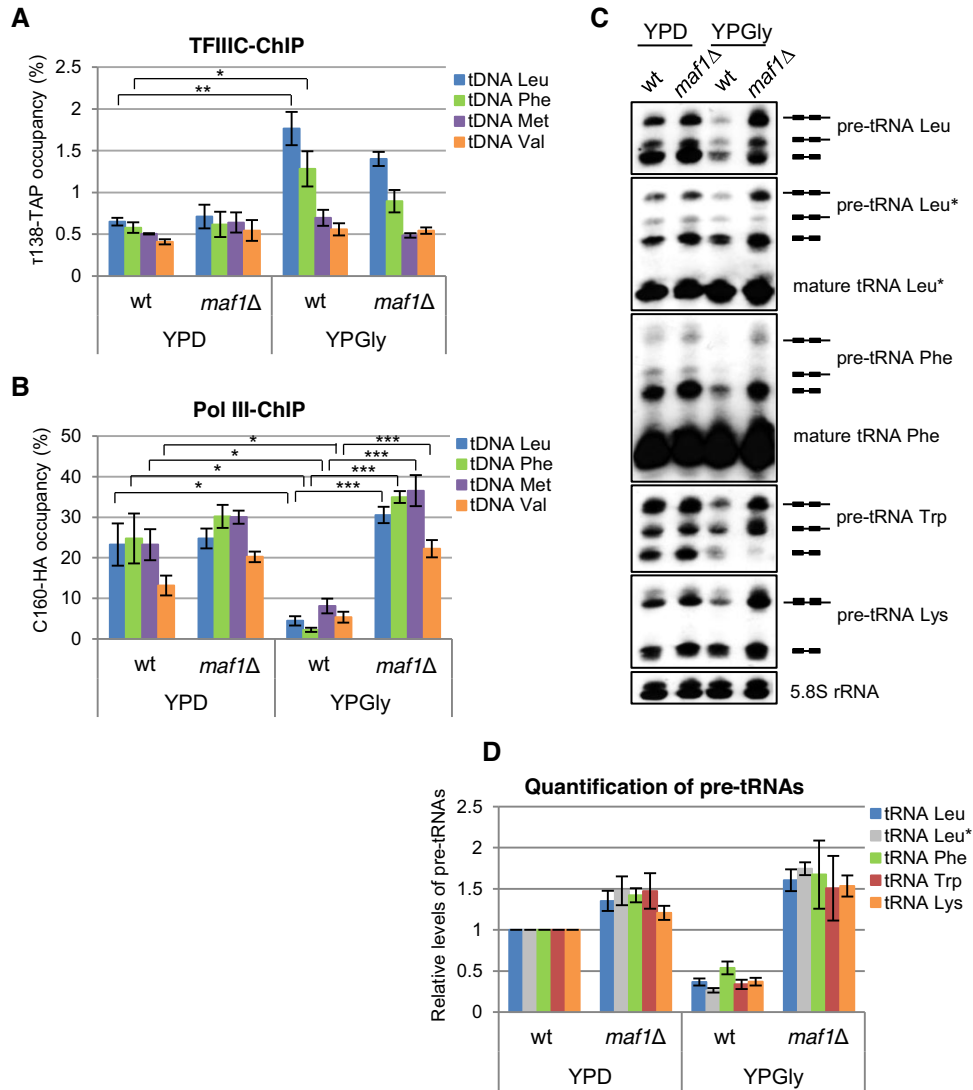 A
TFIIIC-ChIP
τ138-TAP occupancy (%)
2.5
2
1.5
1
0.5
0
*
**
tDNA Leu
tDNA Phe
tDNA Met
tDNA Val
wt
maf1Δ
wt
maf1Δ
YPD
YPGly
B
Pol III-ChIP
C160-HA occupancy (%)
50
40
30
20
10
0
*
*
*
*
***
***
***
***
tDNA Leu
tDNA Phe
tDNA Met
tDNA Val
wt
maf1Δ
wt
maf1Δ
YPD
YPGly
C
YPD YPGly
wt maf1Δ wt maf1Δ
pre-tRNA Leu
pre-tRNA Leu*
mature tRNA Leu*
pre-tRNA Phe
mature tRNA Phe
pre-tRNA Trp
pre-tRNA Lys
5.8S rRNA
D
Quantification of pre-tRNAs
Relative levels of pre-tRNAs
2.5
2
1.5
1
0.5
0
tRNA Leu
tRNA Leu*
tRNA Phe
tRNA Trp
tRNA Lys
wt
maf1Δ
wt
maf1Δ
YPD
YPGly